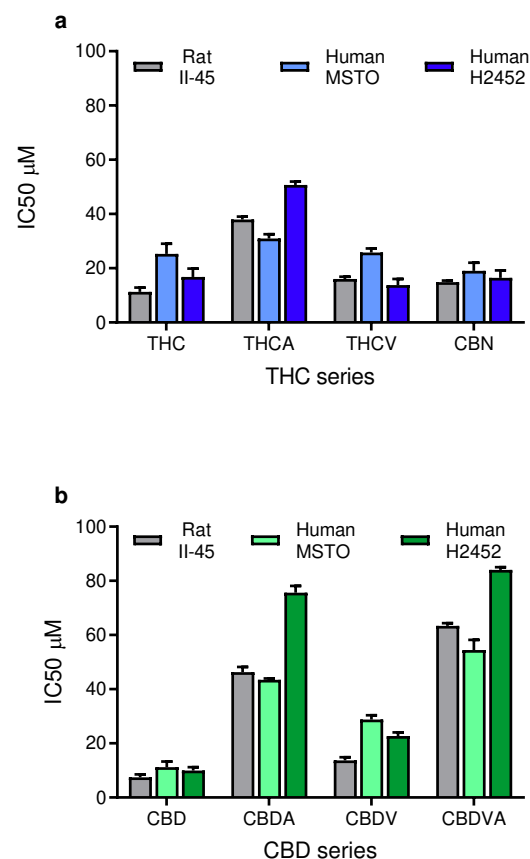 a
100
80
60
40
20
0
IC50 μM
Rat
II-45
Human
MSTO
Human
H2452
THC
THCA
THCV
CBN
THC series
b
100
80
60
40
20
0
IC50 μM
Rat
II-45
Human
MSTO
Human
H2452
CBD
CBDA
CBDV
CBDVA
CBD series